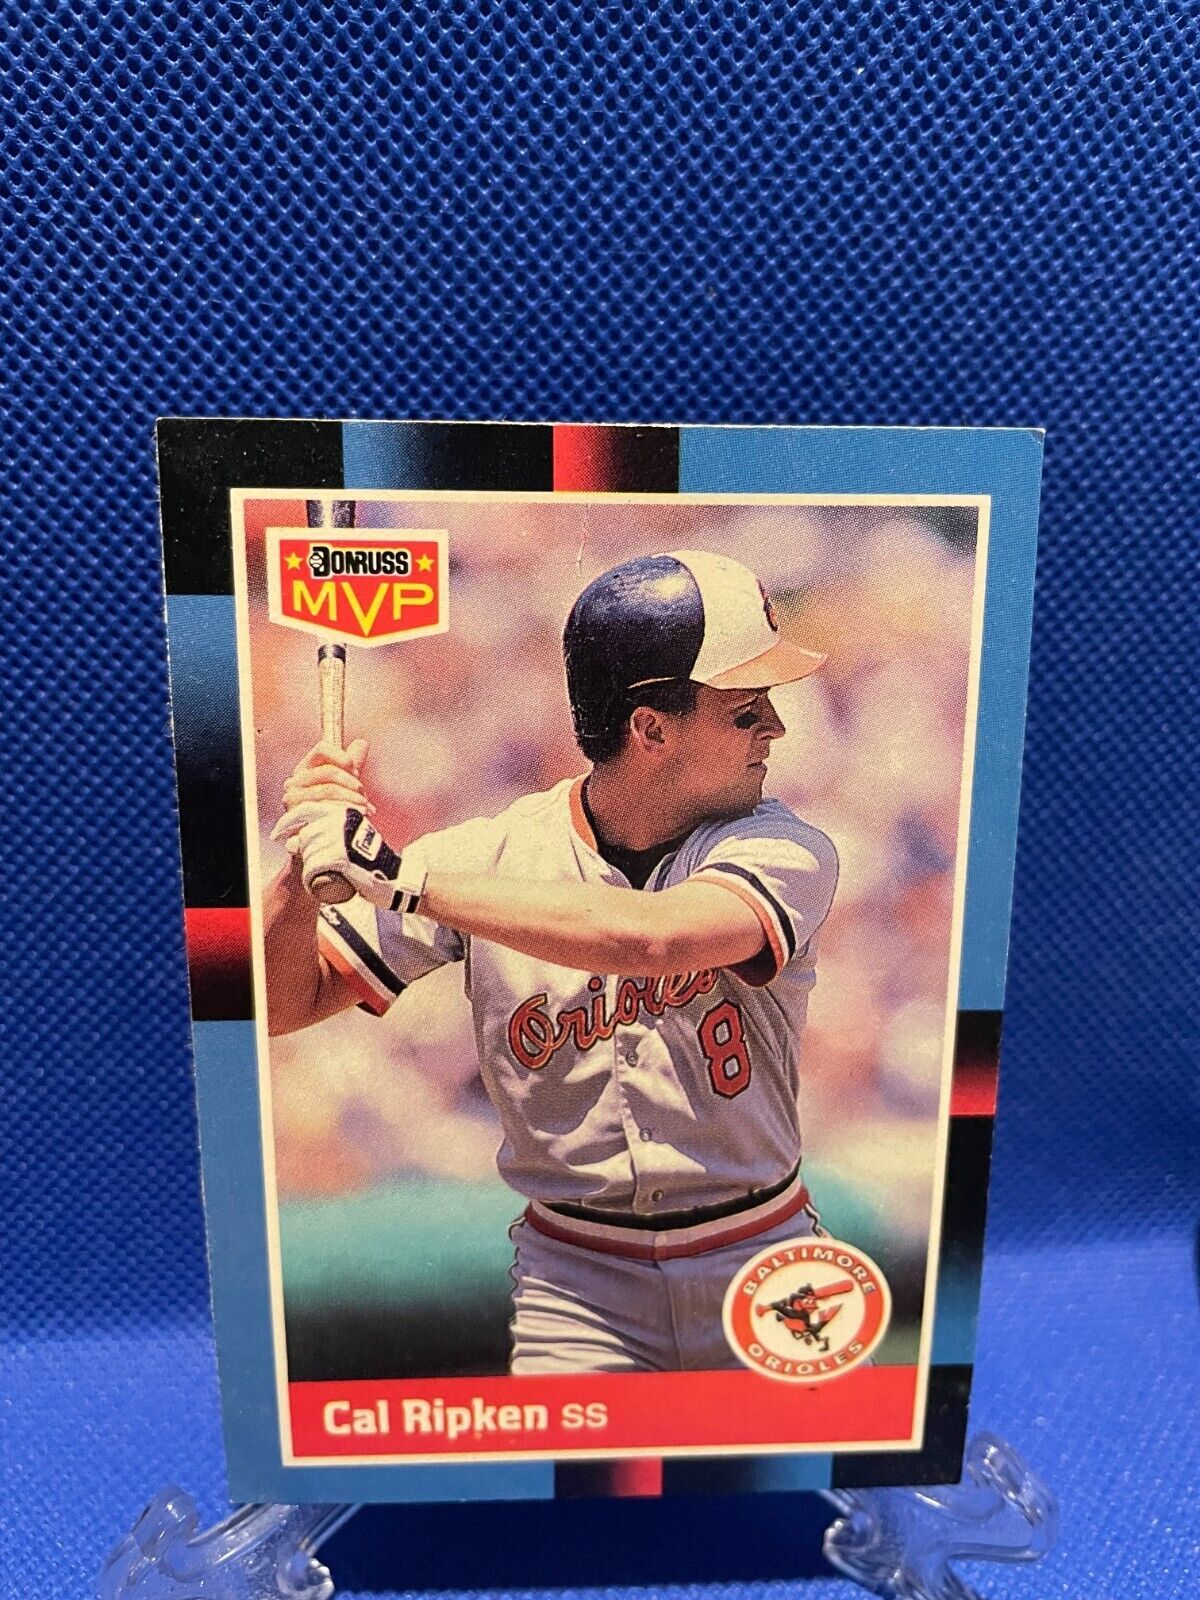 DONRUSS
MVP
Orioles
8
BALTIMORE
ORIOLES
Cal Ripken SS